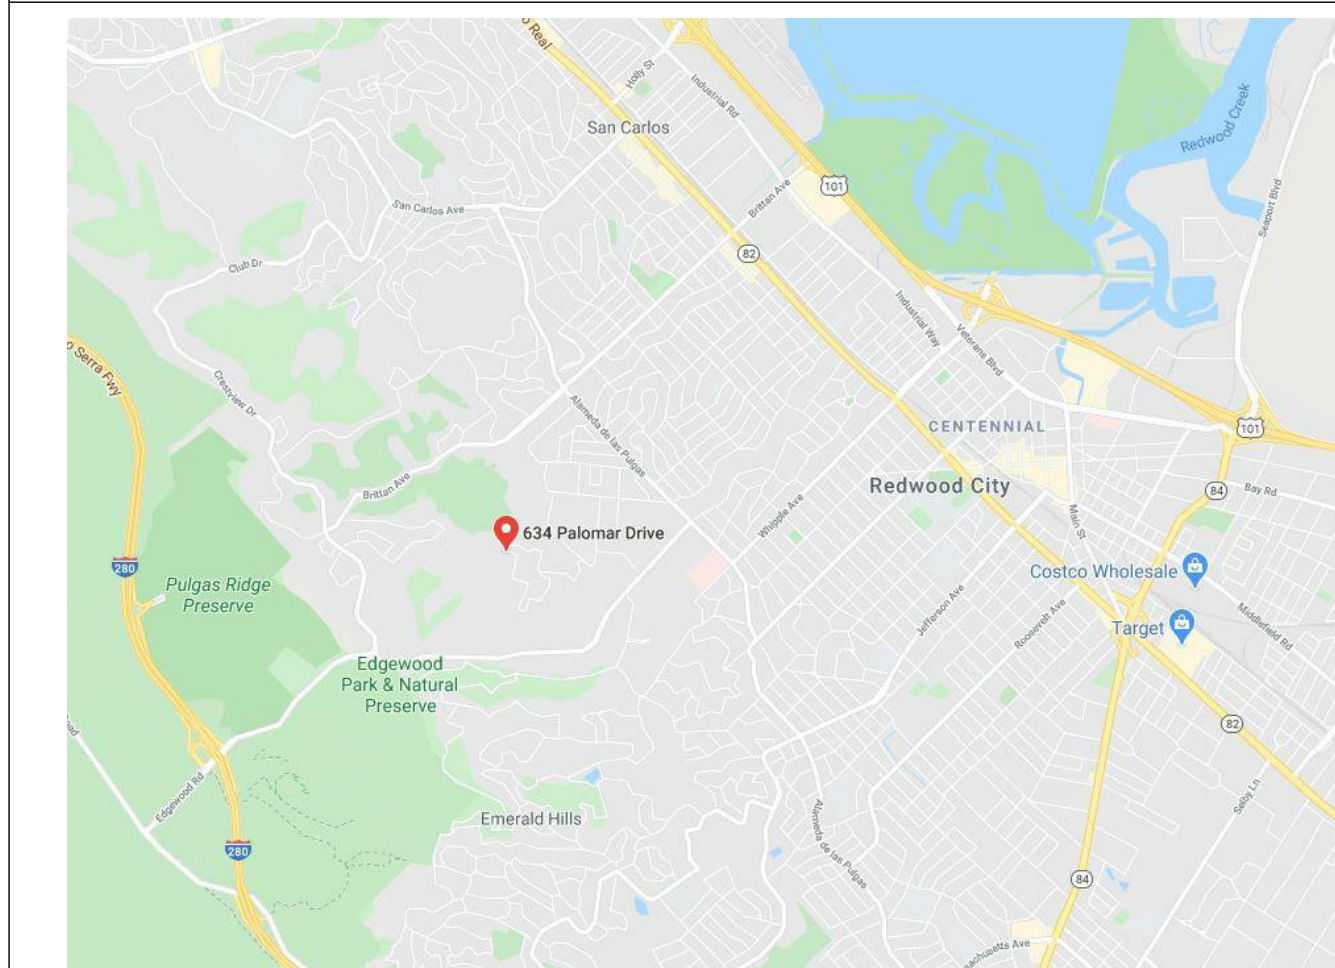 o Real
Holly St
Industrial Rd
San Carlos
Redwood Creek
101
Brittan Ave
San Carlos Ave
Seaport Blvd
82
Club Dr
Industrial Way
Veterans Blvd
o Serra Fwy
Crestview Dr
Alameda de las Pulgas
CENTENNIAL
101
Brittan Ave
Redwood City
84
Bay Rd
Whipple Ave
Main St
634 Palomar Drive
280
Pulgas Ridge
Preserve
Costco Wholesale
Jefferson Ave
Roosevelt Ave
Middlefield Rd
Target
Edgewood
Park & Natural
Preserve
82
Edgewood Rd
Selby Ln
Emerald Hills
280
Alameda de las Pulgas
84
sachusetts Ave